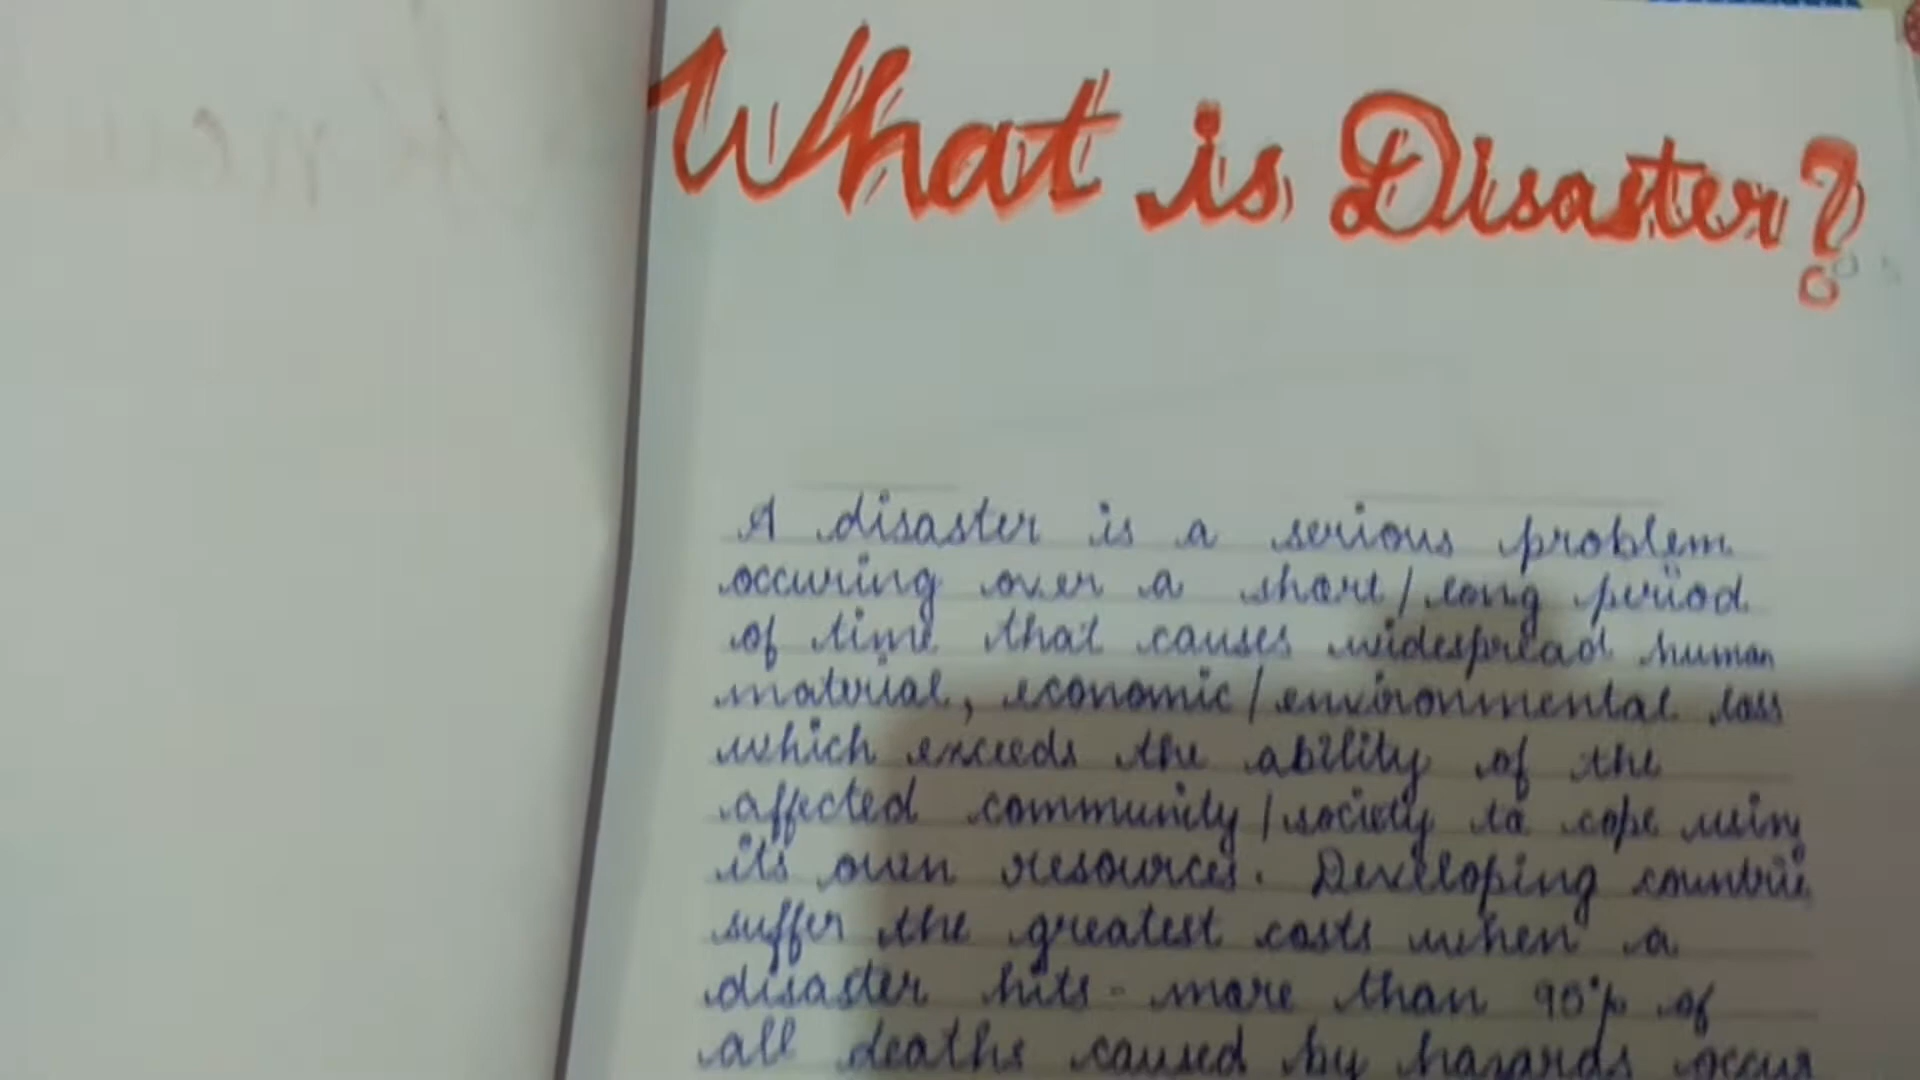 What is Disaster?
A disaster is a serious problem
occuring over a short/long period
of time that causes widespread human
material, economic/environmental loss
which exceeds the ability of the
affected community/society to cope using
its own resources. Developing countries
suffer the greatest costs when a
disaster hits - more than 90% of
all deaths caused by hazards occur